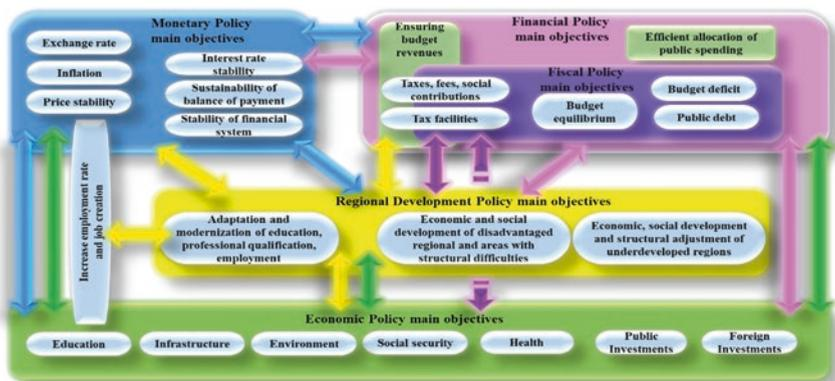 Monetary Policy
main objectives
Exchange rate
Inflation
Price stability
Interest rate
stability
Sustainability of
balance of payment
Stability of financial
system
Ensuring
budget
revenues
Financial Policy
main objectives
Efficient allocation of
public spending
Fiscal Policy
main objectives
Taxes, fees, social
contributions
Tax facilities
Budget
equilibrium
Budget deficit
Public debt
Increase employment rate
and job creation
Regional Development Policy main objectives
Adaptation and
modernization of education,
professional qualification,
employment
Economic and social
development of disadvantaged
regional and areas with
structural difficulties
Economic, social development
and structural adjustment of
underdeveloped regions
Economic Policy main objectives
Education
Infrastructure
Environment
Social security
Health
Public
Investments
Foreign
Investments